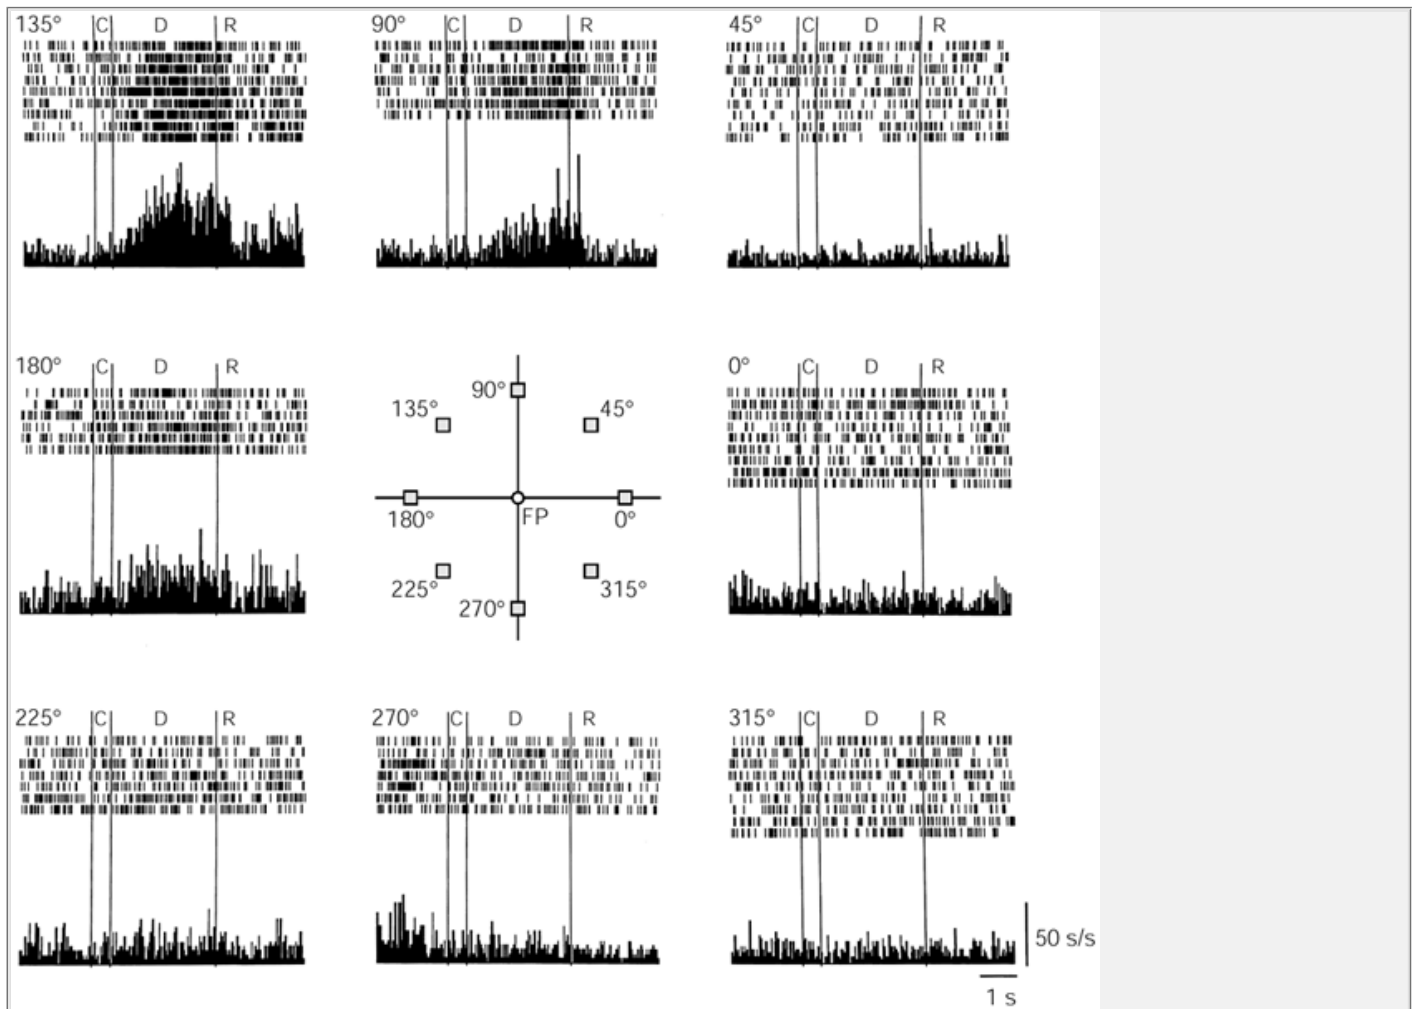 135° C D R
90° C D R
45° C D R
180° C D R
90°
135°
45°
180°
FP
0°
225°
270°
315°
0° C D R
225° C D R
270° C D R
315° C D R
50 s/s
1 s